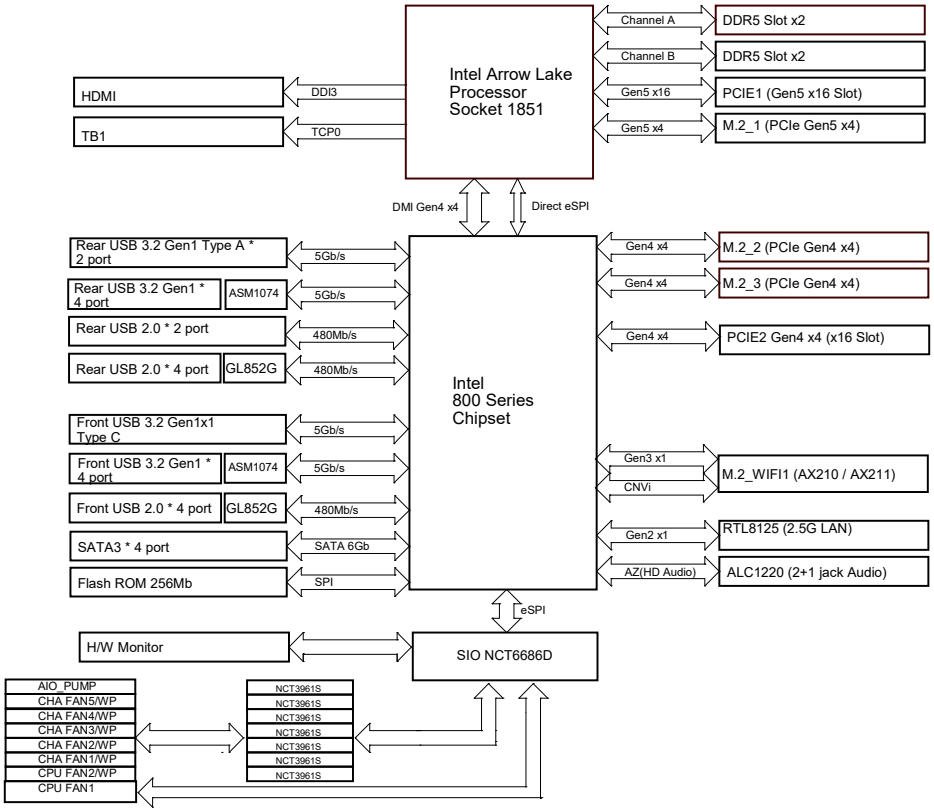 Channel A
DDR5 Slot x2
Intel Arrow Lake
Processor
Socket 1851
Channel B
DDR5 Slot x2
HDMI
DDI3
Gen5 x16
PCIE1 (Gen5 x16 Slot)
TB1
TCP0
Gen5 x4
M.2_1 (PCIe Gen5 x4)
DMI Gen4 x4
Direct eSPI
Rear USB 3.2 Gen1 Type A *
2 port
5Gb/s
Gen4 x4
M.2_2 (PCIe Gen4 x4)
Rear USB 3.2 Gen1 *
4 port
ASM1074
5Gb/s
Gen4 x4
M.2_3 (PCIe Gen4 x4)
Rear USB 2.0 * 2 port
480Mb/s
Gen4 x4
PCIE2 Gen4 x4 (x16 Slot)
Rear USB 2.0 * 4 port
GL852G
480Mb/s
Intel
800 Series
Chipset
Front USB 3.2 Gen1x1
Type C
5Gb/s
Front USB 3.2 Gen1 *
4 port
ASM1074
5Gb/s
Gen3 x1
CNVi
M.2_WIFI1 (AX210 / AX211)
Front USB 2.0 * 4 port
GL852G
480Mb/s
Gen2 x1
RTL8125 (2.5G LAN)
SATA3 * 4 port
SATA 6Gb
Flash ROM 256Mb
SPI
AZ(HD Audio)
ALC1220 (2+1 jack Audio)
eSPI
H/W Monitor
SIO NCT6686D
AIO_PUMP
CHA FAN5/WP
CHA FAN4/WP
CHA FAN3/WP
CHA FAN2/WP
CHA FAN1/WP
CPU FAN2/WP
CPU FAN1
NCT3961S
NCT3961S
NCT3961S
NCT3961S
NCT3961S
NCT3961S
NCT3961S